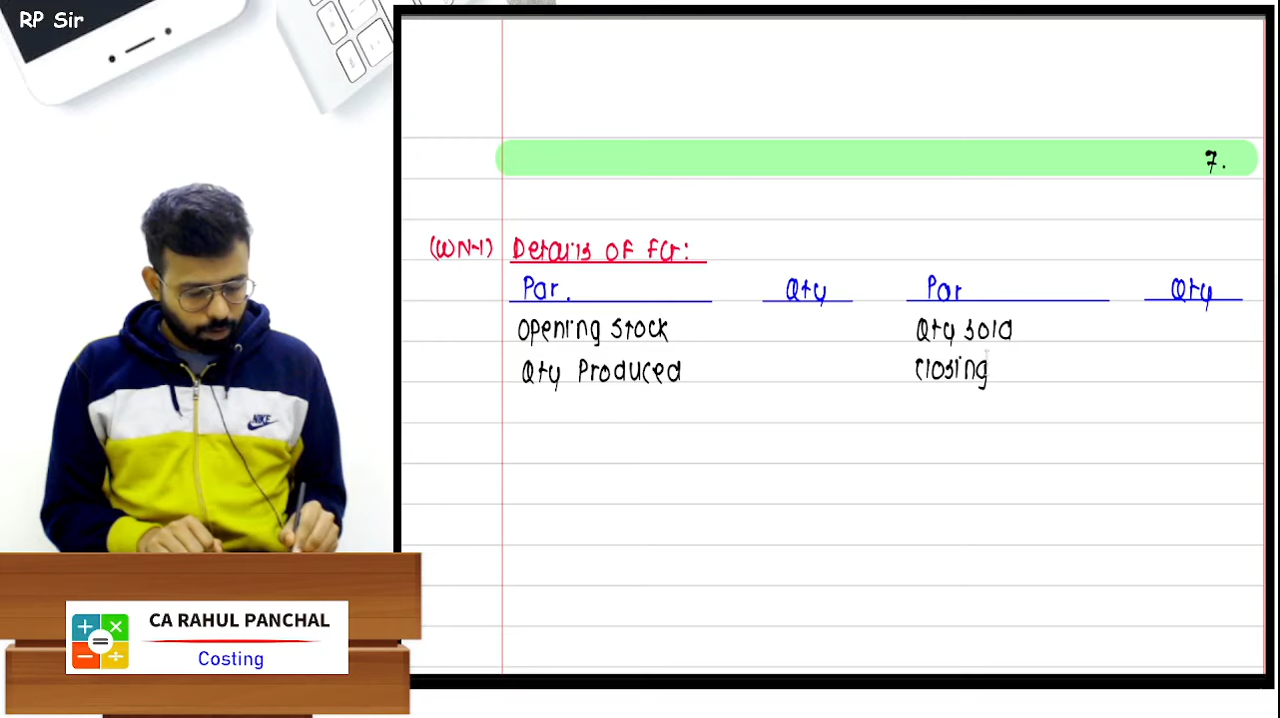 RP Sir
7.
(WN-1) Details of FG:
Par. Qty Par Qty
Opening Stock Qty Sold
Qty Produced Closing
NIKE
CA RAHUL PANCHAL
Costing